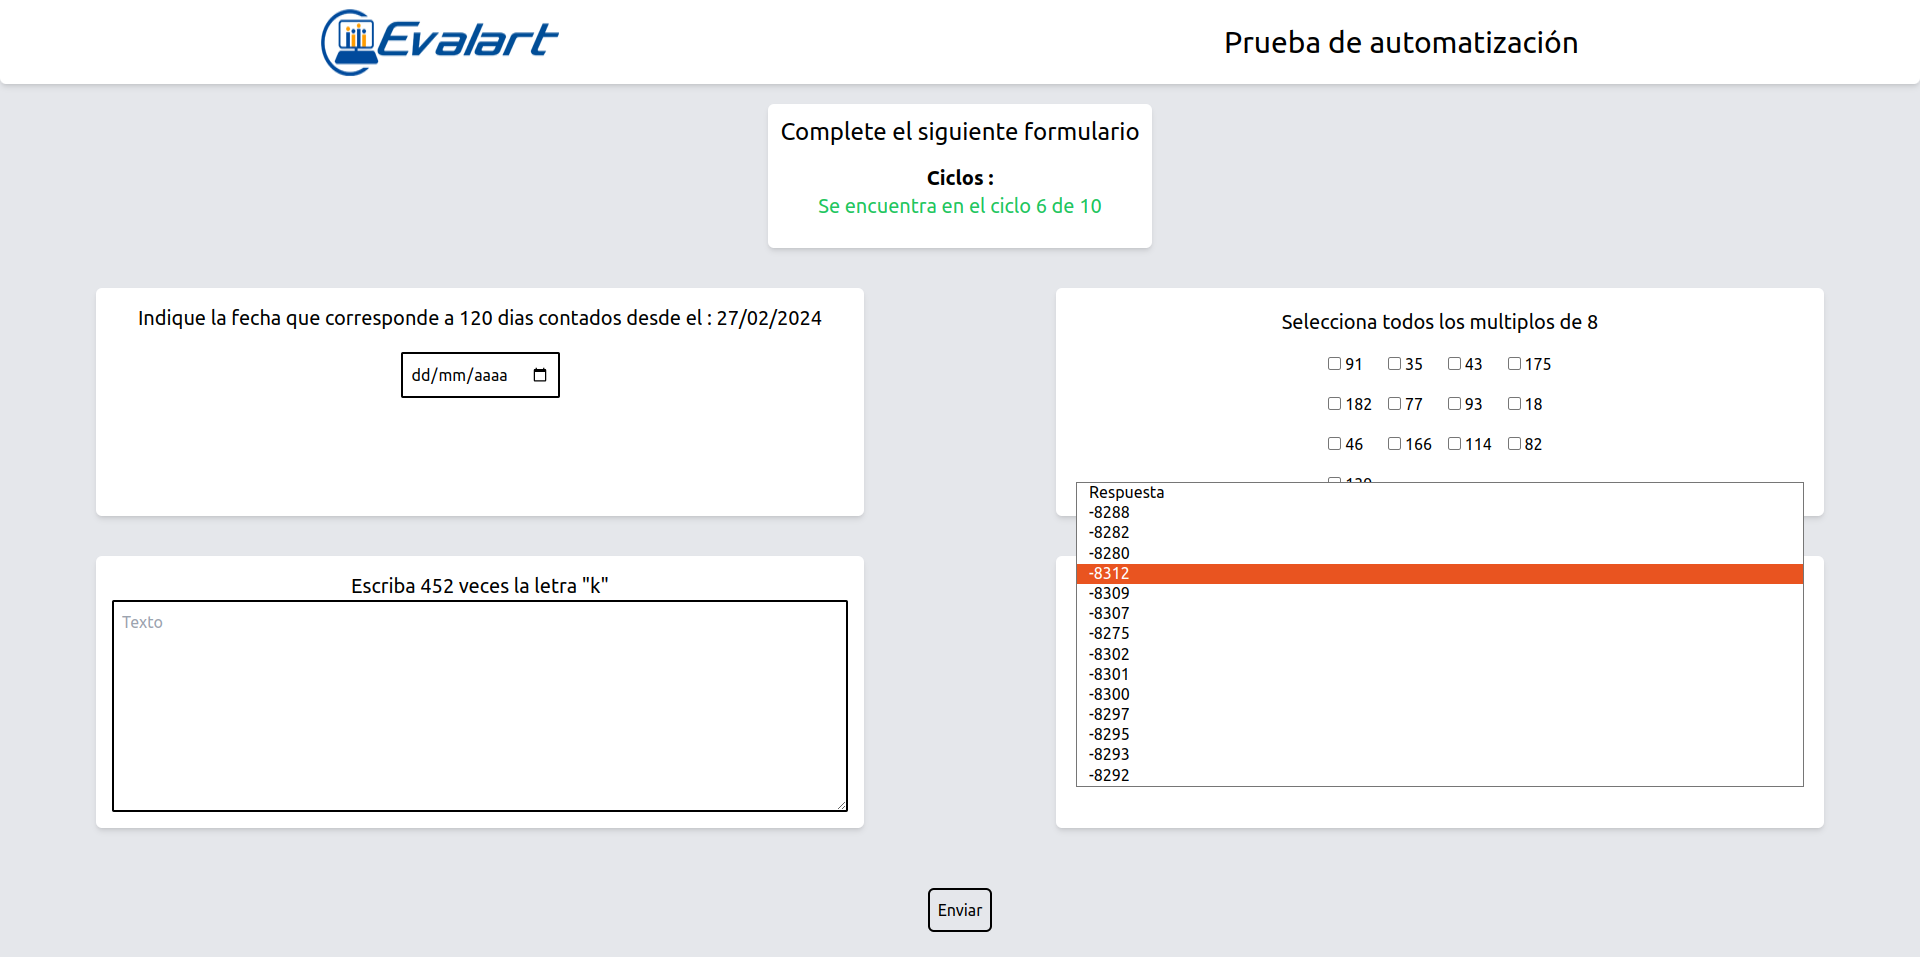 Evalart
Prueba de automatización
Complete el siguiente formulario
Ciclos :
Se encuentra en el ciclo 6 de 10
Indique la fecha que corresponde a 120 dias contados desde el : 27/02/2024
dd/mm/aaaa
Selecciona todos los multiplos de 8
91 35 43 175
182 77 93 18
46 166 114 82
Respuesta
-8288
-8282
-8280
-8312
-8309
-8307
-8275
-8302
-8301
-8300
-8297
-8295
-8293
-8292
Escriba 452 veces la letra "k"
Texto
Enviar